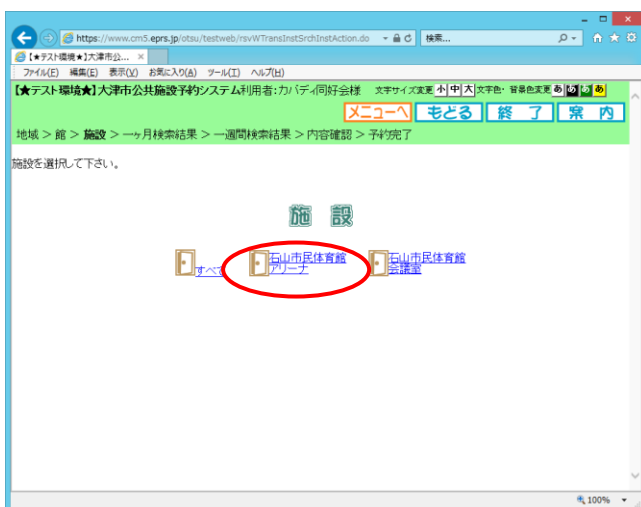 https://www.cm5.eprs.jp/otsu/testweb/rsvWTransInstSrchInstAction.do
検索...
【★テスト環境★】大津市公...
ファイル(F) 編集(E) 表示(V) お気に入り(A) ツール(T) ヘルプ(H)
【★テスト環境★】大津市公共施設予約システム利用者:カバディ同好会様 文字サイズ変更 小 中 大 文字色・背景色変更 あ あ あ あ
メニューへ もどる 終 了 案 内
地域 > 館 > 施設 > 一ヶ月検索結果 > 一週間検索結果 > 内容確認 > 予約完了
施設を選択して下さい。
施 設
すべて
石山市民体育館
アリーナ
石山市民体育館
会議室
100%